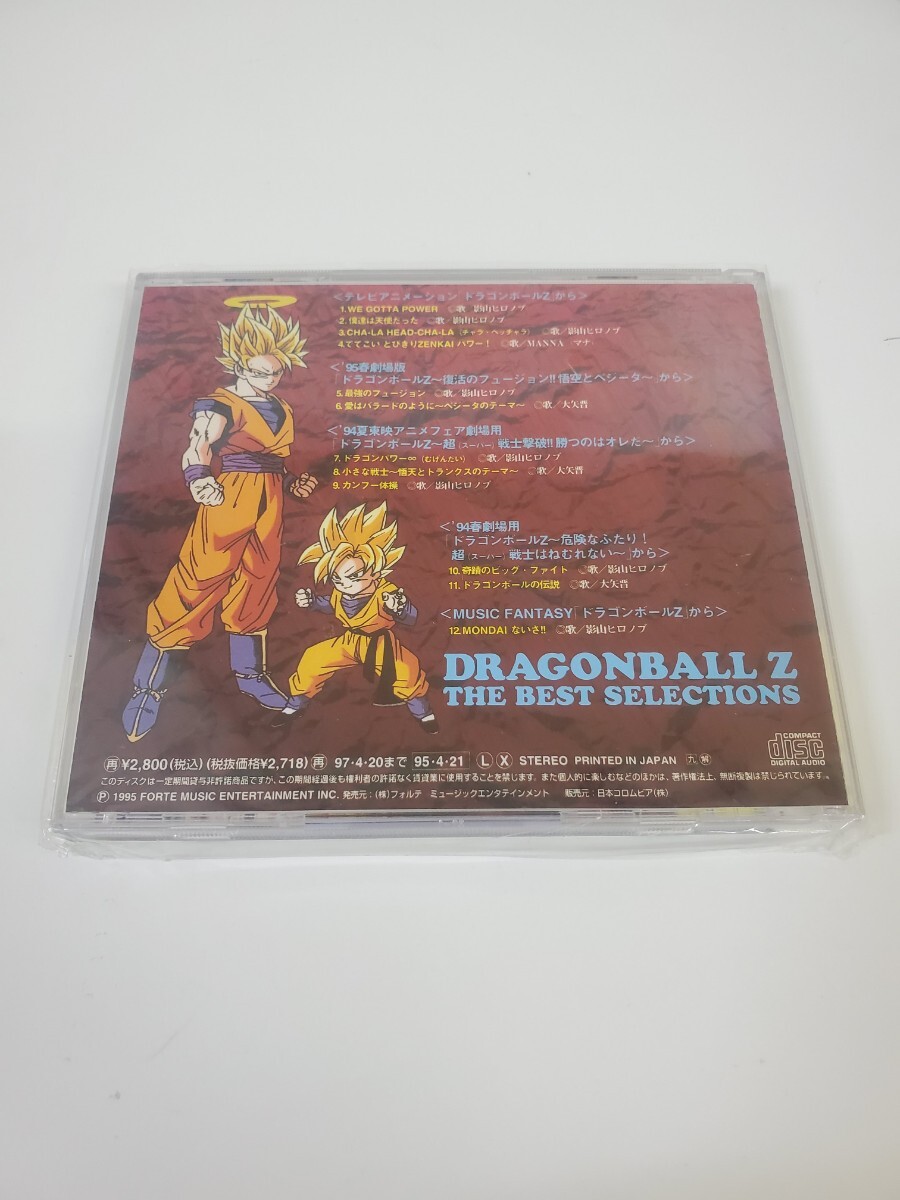 <テレビアニメーション ドラゴンボールZ から>
1.WE GOTTA POWER ◎歌/影山ヒロノブ
2.僕達は天使だった ◎歌/影山ヒロノブ
3.CHA-LA HEAD-CHA-LA (チャラ・ヘッチャラ) ◎歌/影山ヒロノブ
4.でてこい とびきりZENKAI パワー! ◎歌/MANNA マナ
<'95春劇場版
「ドラゴンボールZ〜復活のフュージョン!!悟空とベジータ〜」から>
5.最強のフュージョン ◎歌/影山ヒロノブ
6.愛はバラードのように〜ベジータのテーマ〜 ◎歌/大矢晋
<'94夏東映アニメフェア劇場用
「ドラゴンボールZ〜超(スーパー)戦士撃破!!勝つのはオレだ〜」から>
7.ドラゴンパワー∞ (むげんだい) ◎歌/影山ヒロノブ
8.小さな戦士〜悟天とトランクスのテーマ〜 ◎歌/大矢晋
9.カンフー体操 ◎歌/影山ヒロノブ
<'94春劇場用
「ドラゴンボールZ〜危険なふたり!
超(スーパー)戦士はねむれない〜」から>
10.奇蹟のビッグ・ファイト ◎歌/影山ヒロノブ
11.ドラゴンボールの伝説 ◎歌/大矢晋
<MUSIC FANTASY「ドラゴンボールZ」から>
12.MONDAI ないさ!! ◎歌/影山ヒロノブ
DRAGONBALL Z
THE BEST SELECTIONS
COMPACT
disc
DIGITAL AUDIO
再 ¥2,800(税込)(税抜価格¥2,718) 再 97・4・20まで 95・4・21 L X STEREO PRINTED IN JAPAN
このディスクは一定期間貸与非許諾商品ですが、この期間経過後も権利者の許諾なく賃貸業に使用することを禁じます。また個人的に楽しむなどのほかは、著作権法上、無断複製は禁じられています。
Ⓟ 1995 FORTE MUSIC ENTERTAINMENT INC. 発売元:(株)フォルテ ミュージックエンタテインメント 販売元:日本コロムビア(株)